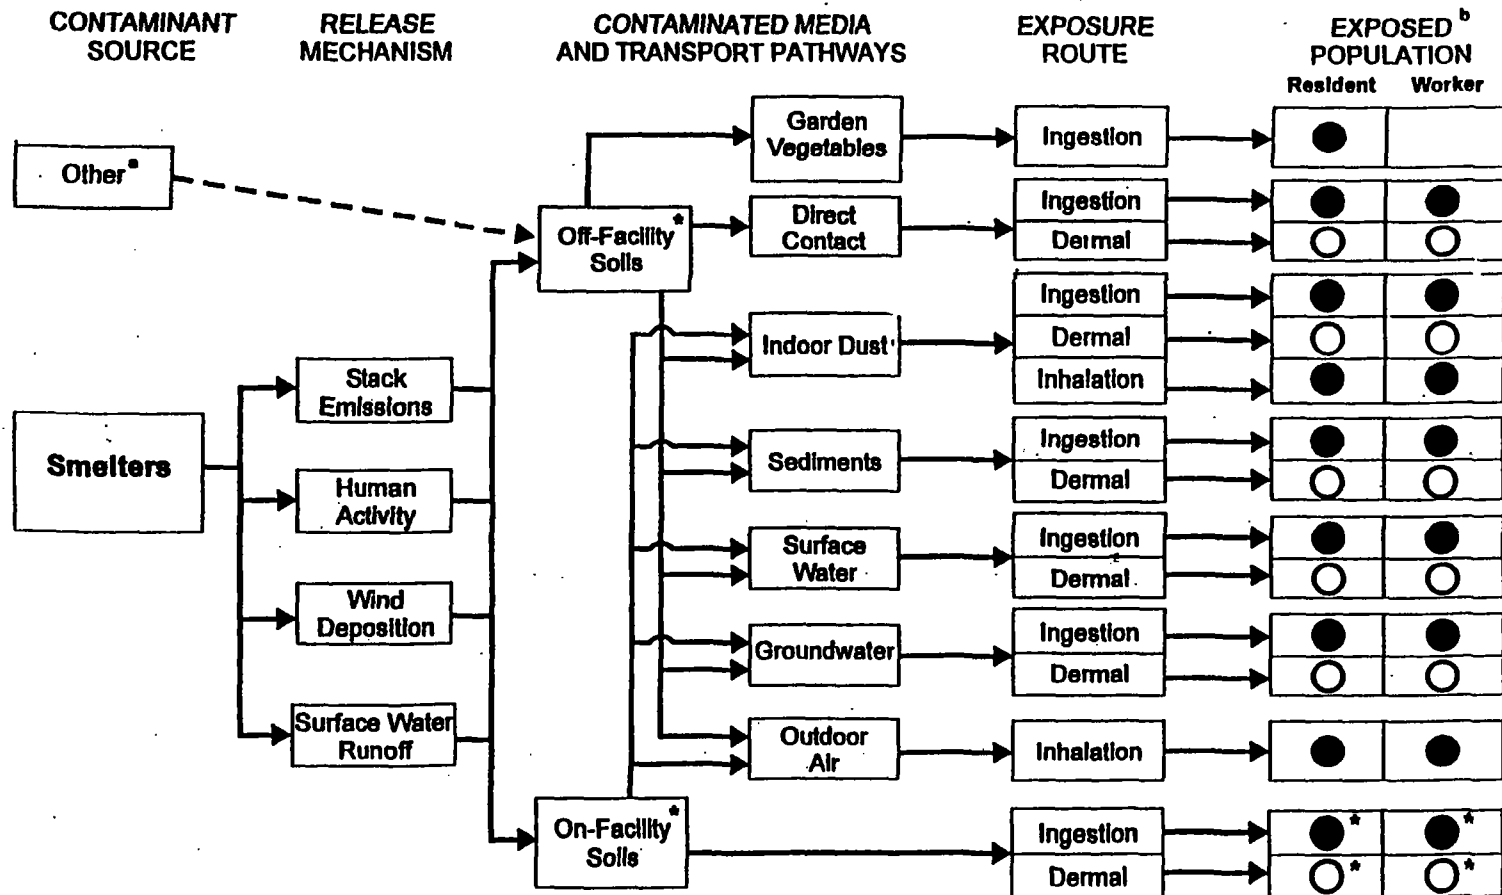 CONTAMINANT
SOURCE
RELEASE
MECHANISM
CONTAMINATED MEDIA
AND TRANSPORT PATHWAYS
EXPOSURE
ROUTE
EXPOSED b
POPULATION
Resident Worker
Other a
Smelters
Stack
Emissions
Human
Activity
Wind
Deposition
Surface Water
Runoff
Off-Facility *
Soils
On-Facility *
Soils
Garden
Vegetables
Ingestion
Direct
Contact
Ingestion
Dermal
Indoor Dust
Ingestion
Dermal
Inhalation
Sediments
Ingestion
Dermal
Surface
Water
Ingestion
Dermal
Groundwater
Ingestion
Dermal
Outdoor
Air
Inhalation
Ingestion
* *
Dermal
* *